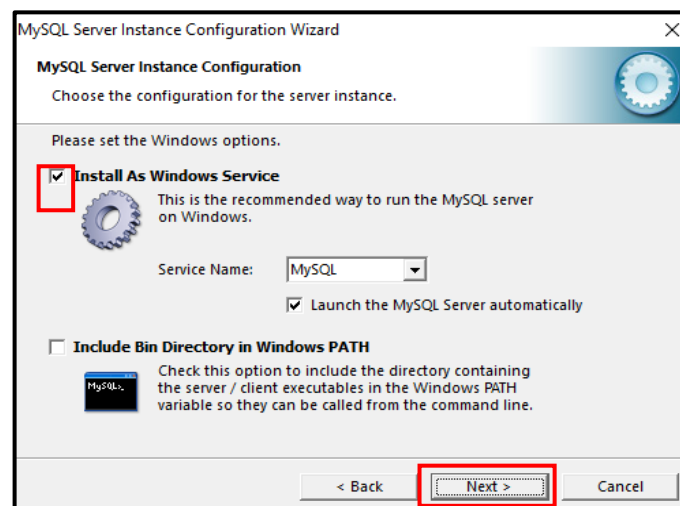 MySQL Server Instance Configuration Wizard
MySQL Server Instance Configuration
Choose the configuration for the server instance.
Please set the Windows options.
Install As Windows Service
This is the recommended way to run the MySQL server
on Windows.
Service Name: MySQL
Launch the MySQL Server automatically
Include Bin Directory in Windows PATH
Check this option to include the directory containing
the server / client executables in the Windows PATH
variable so they can be called from the command line.
MySQL>_
< Back Next > Cancel